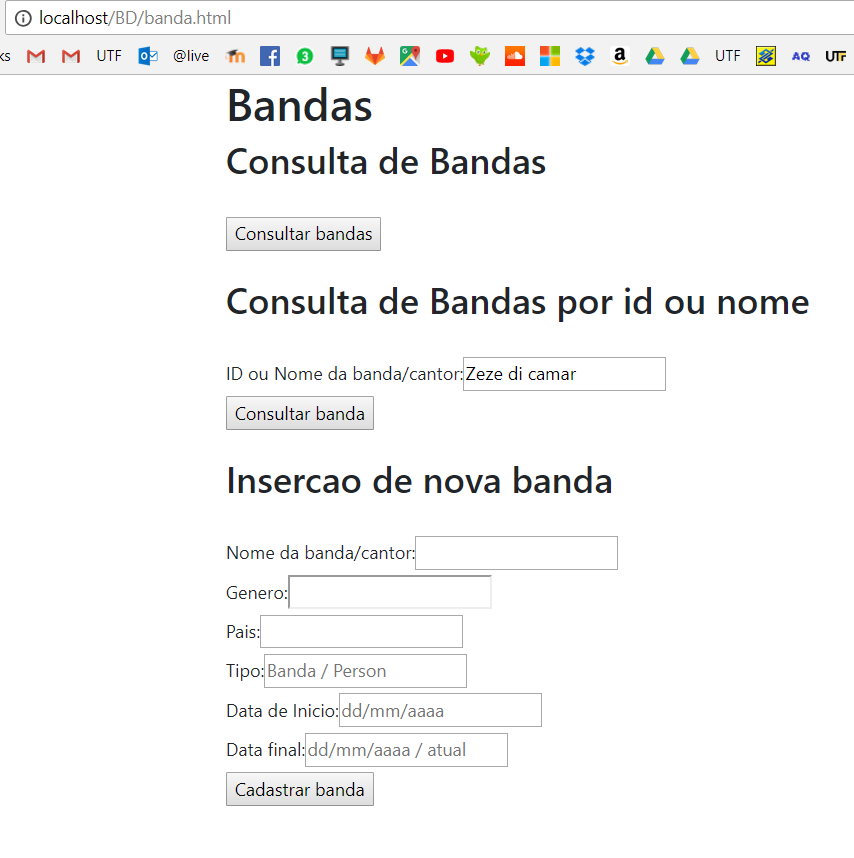 localhost/BD/banda.html
ks UTF @live 3 a UTF AQ UTF
Bandas
Consulta de Bandas
Consultar bandas
Consulta de Bandas por id ou nome
ID ou Nome da banda/cantor:Zeze di camar
Consultar banda
Insercao de nova banda
Nome da banda/cantor:
Genero:
Pais:
Tipo:Banda / Person
Data de Inicio:dd/mm/aaaa
Data final:dd/mm/aaaa / atual
Cadastrar banda